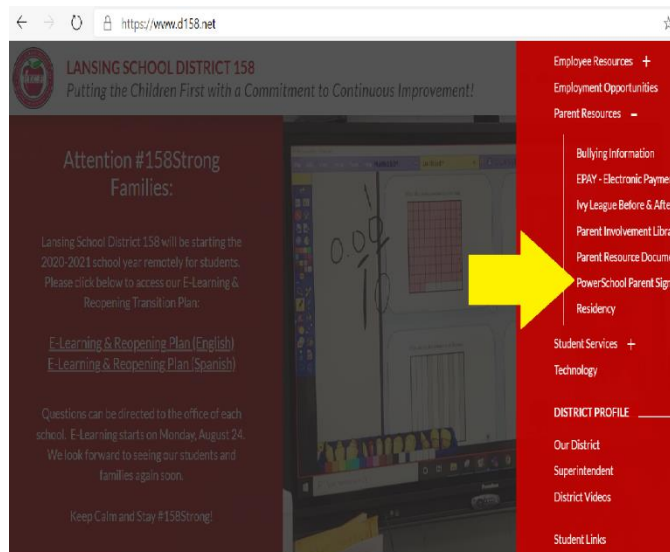 https://www.d158.net
LANSING SCHOOL DISTRICT 158
Putting the Children First with a Commitment to Continuous Improvement!
Attention #158Strong
Families:
Lansing School District 158 will be starting the
2020-2021 school year remotely for students.
Please click below to access our E-Learning &
Reopening Transition Plan:
E-Learning & Reopening Plan (English)
E-Learning & Reopening Plan (Spanish)
Questions can be directed to the office of each
school. E-Learning starts on Monday, August 24.
We look forward to seeing our students and
families again soon.
Keep Calm and Stay #158Strong!
0.00
Employee Resources +
Employment Opportunities
Parent Resources –
Bullying Information
EPAY - Electronic Payme
Ivy League Before & Afte
Parent Involvement Libra
Parent Resource Docume
PowerSchool Parent Sign
Residency
Student Services +
Technology
DISTRICT PROFILE
Our District
Superintendent
District Videos
Student Links